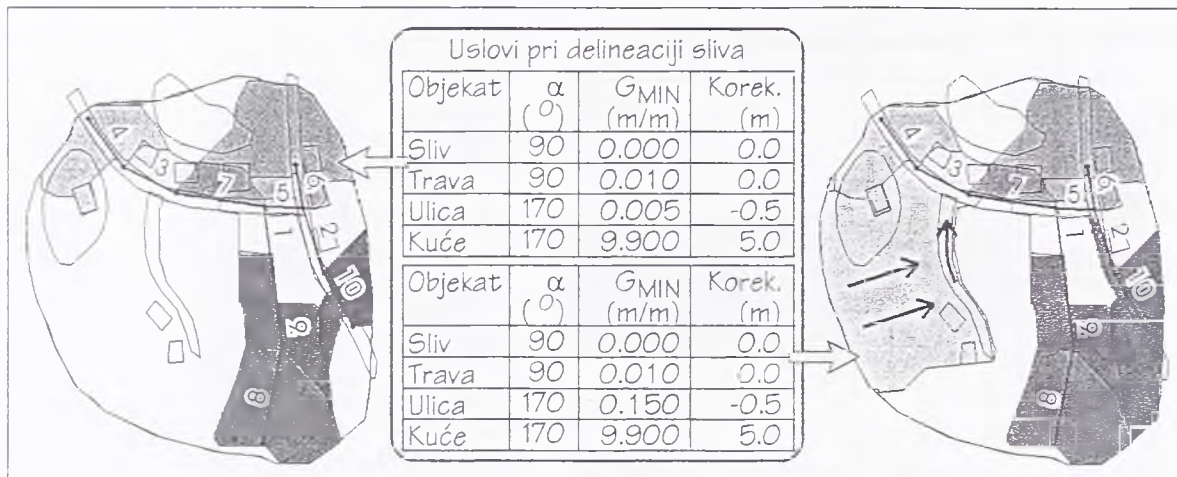 Uslovi pri delineaciji sliva
Objekat α (°) GMIN (m/m) Korek. (m)
Sliv 90 0.000 0.0
Trava 90 0.010 0.0
Ulica 170 0.005 -0.5
Kuće 170 9.900 5.0
Objekat α (°) GMIN (m/m) Korek. (m)
Sliv 90 0.000 0.0
Trava 90 0.010 0.0
Ulica 170 0.150 -0.5
Kuće 170 9.900 5.0
4
3
7
5
6
1
2
10
9
8
4
3
7
5
6
1
2
10
9
8